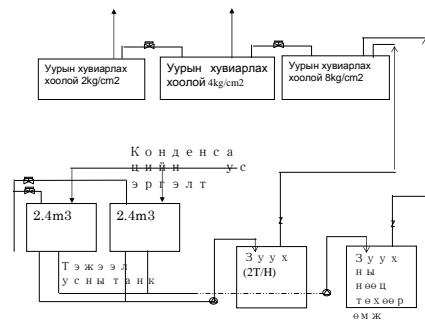 Уурын хувиарлах
хоолой 2kg/cm2
Уурын хувиарлах
хоолой 4kg/cm2
Уурын хувиарлах
хоолой 8kg/cm2
Конденса
цийн ус
эргэлт
2.4m3
2.4m3
Тэжээл
усны танк
Зуух
(2T/H)
Зуух
ны
нөөц
төхөөр
өмж